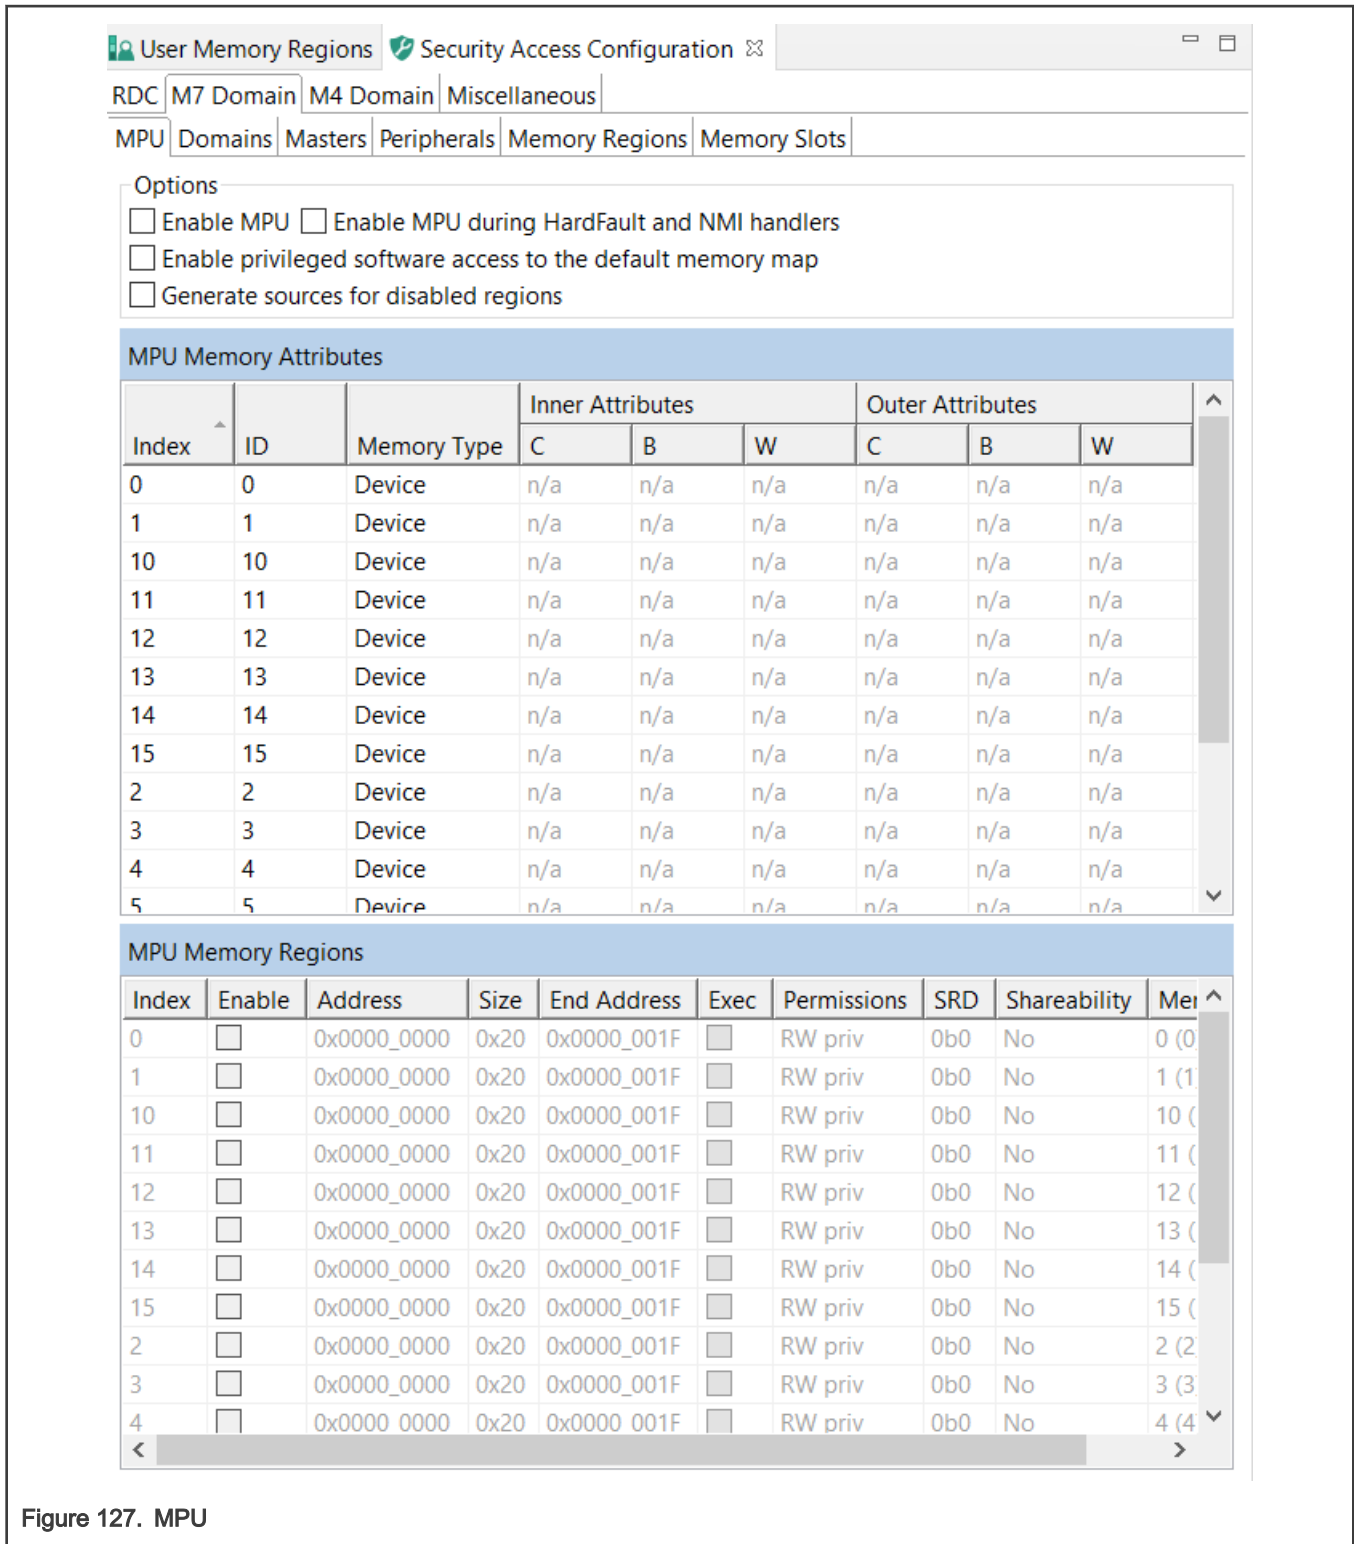 User Memory Regions Security Access Configuration
RDC M7 Domain M4 Domain Miscellaneous
MPU Domains Masters Peripherals Memory Regions Memory Slots
Options
Enable MPU Enable MPU during HardFault and NMI handlers
Enable privileged software access to the default memory map
Generate sources for disabled regions
MPU Memory Attributes
Inner Attributes Outer Attributes
Index ID Memory Type C B W C B W
0 0 Device n/a n/a n/a n/a n/a n/a
1 1 Device n/a n/a n/a n/a n/a n/a
10 10 Device n/a n/a n/a n/a n/a n/a
11 11 Device n/a n/a n/a n/a n/a n/a
12 12 Device n/a n/a n/a n/a n/a n/a
13 13 Device n/a n/a n/a n/a n/a n/a
14 14 Device n/a n/a n/a n/a n/a n/a
15 15 Device n/a n/a n/a n/a n/a n/a
2 2 Device n/a n/a n/a n/a n/a n/a
3 3 Device n/a n/a n/a n/a n/a n/a
4 4 Device n/a n/a n/a n/a n/a n/a
5 5 Device n/a n/a n/a n/a n/a n/a
MPU Memory Regions
Index Enable Address Size End Address Exec Permissions SRD Shareability Mer
0 0x0000_0000 0x20 0x0000_001F RW priv 0b0 No 0 (0
1 0x0000_0000 0x20 0x0000_001F RW priv 0b0 No 1 (1
10 0x0000_0000 0x20 0x0000_001F RW priv 0b0 No 10 (
11 0x0000_0000 0x20 0x0000_001F RW priv 0b0 No 11 (
12 0x0000_0000 0x20 0x0000_001F RW priv 0b0 No 12 (
13 0x0000_0000 0x20 0x0000_001F RW priv 0b0 No 13 (
14 0x0000_0000 0x20 0x0000_001F RW priv 0b0 No 14 (
15 0x0000_0000 0x20 0x0000_001F RW priv 0b0 No 15 (
2 0x0000_0000 0x20 0x0000_001F RW priv 0b0 No 2 (2
3 0x0000_0000 0x20 0x0000_001F RW priv 0b0 No 3 (3
4 0x0000_0000 0x20 0x0000_001F RW priv 0b0 No 4 (4
Figure 127. MPU